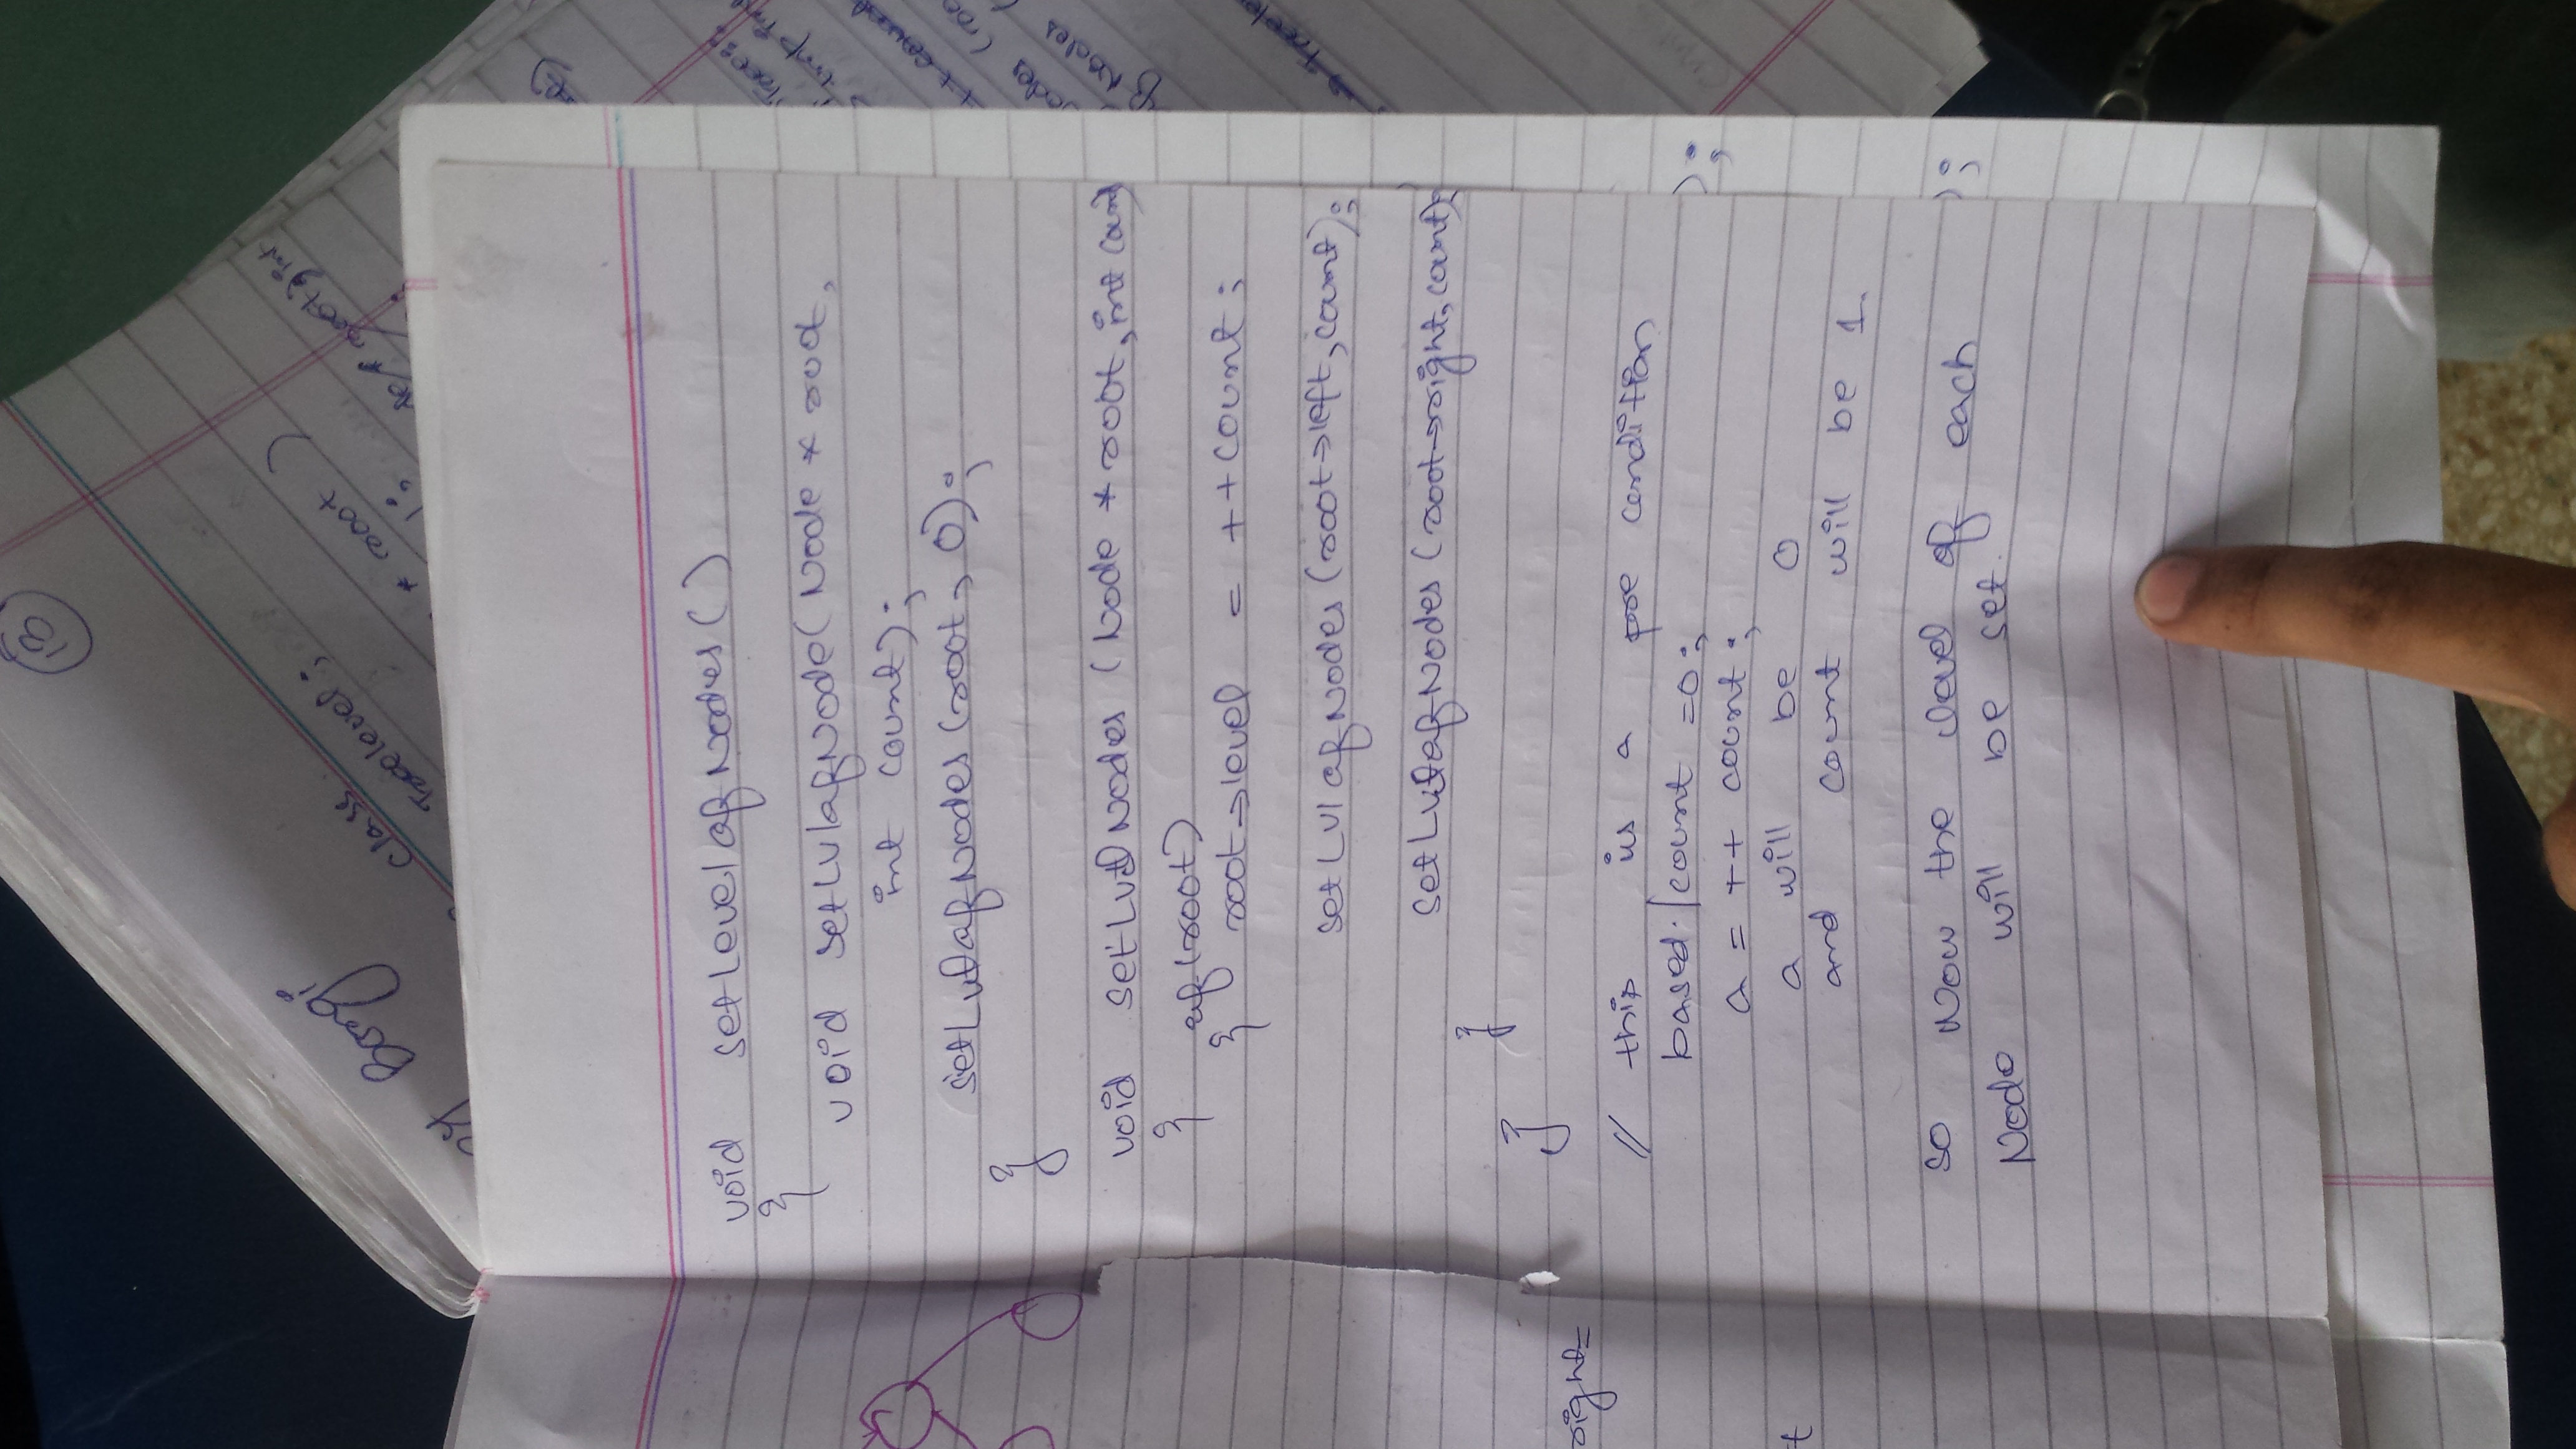 13
Bongi
class
Treelevel;
* root )
);
* root, int
void setLevelofNodes()
{
void setLvlofNode(Node * root,
int count);
setLvlofNodes (root, 0);
}
void setLvlNodes (Node * root, int count)
{ if(root)
{ root→level = ++count;
setLvlofNodes (root→left, count);
setLvlofNodes (root→right, count);
}
}
right=
// this is a pre condition
based. / count =0;
a = ++ count;
a will be 0
t
and count will be 1.
so Now the level of each
Node will be set.
);
);